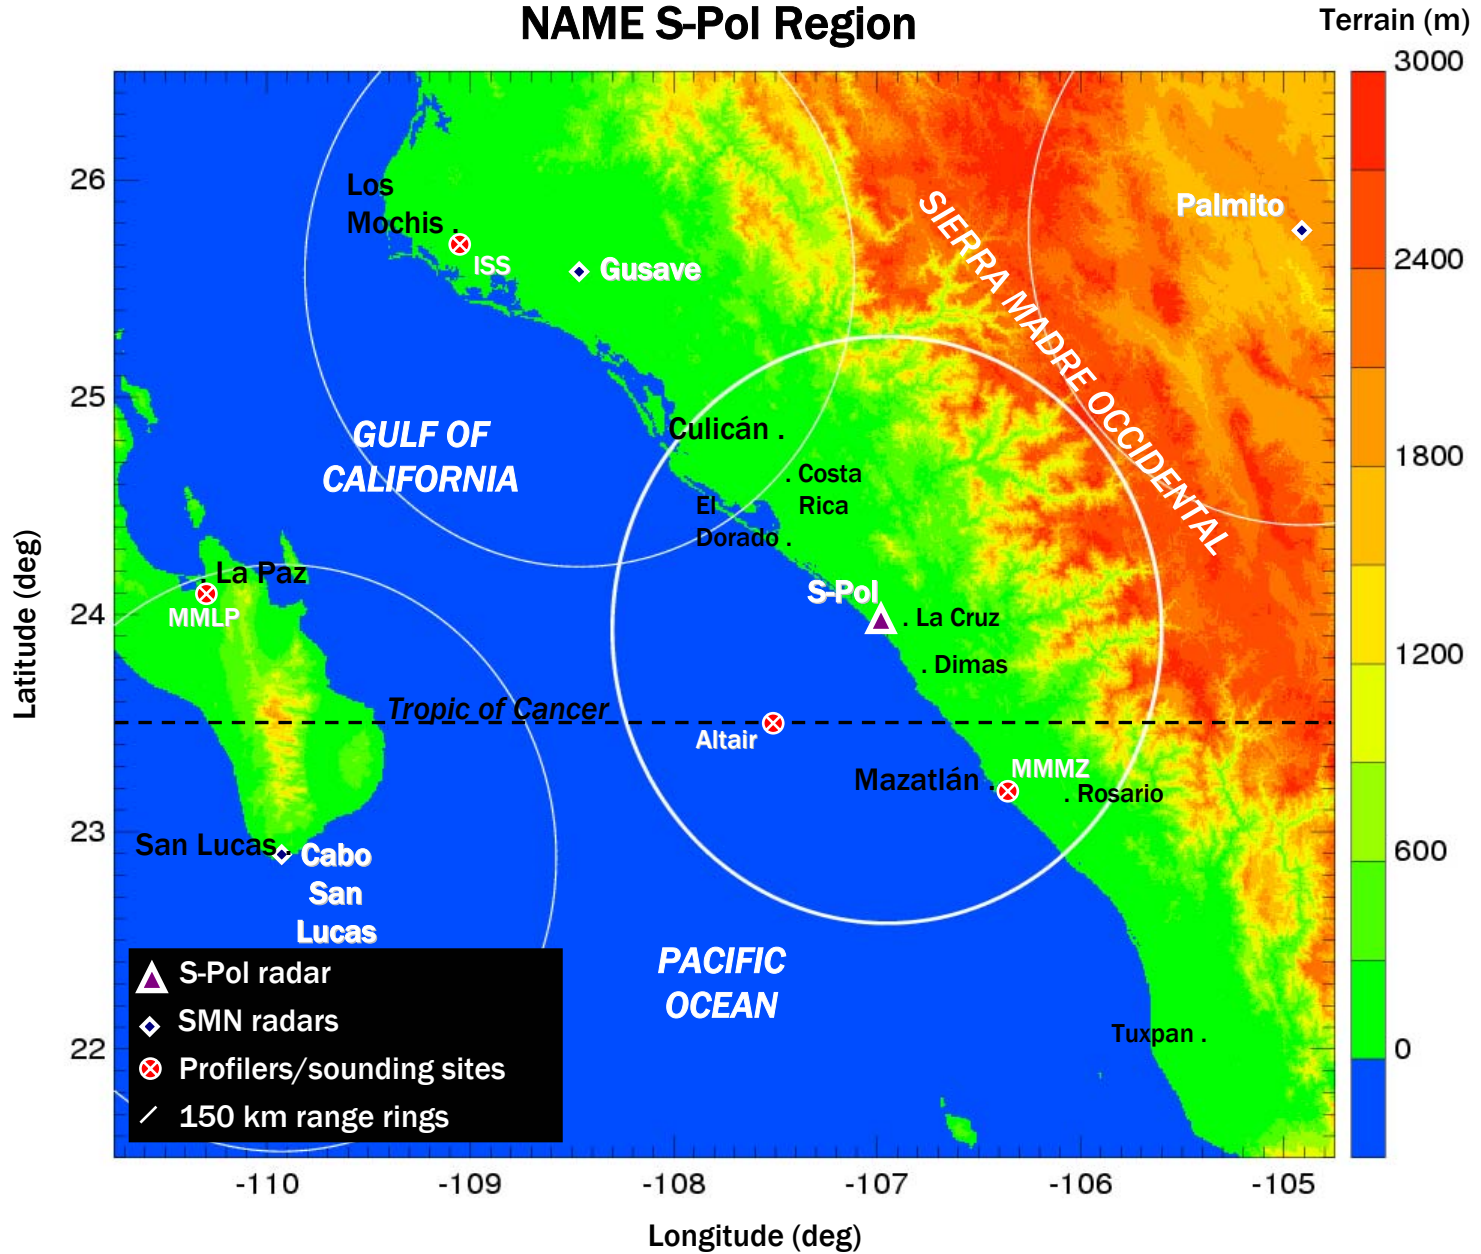 NAME S-Pol Region
Terrain (m)
3000
2400
1800
1200
600
0
26
25
24
23
22
Latitude (deg)
Los
Mochis .
ISS
Gusave
Palmito
SIERRA MADRE OCCIDENTAL
GULF OF
CALIFORNIA
Culicán .
. Costa
Rica
El
Dorado .
. La Paz
MMLP
S-Pol
. La Cruz
. Dimas
Tropic of Cancer
Altair
Mazatlán .
MMMZ
. Rosario
San Lucas .
Cabo
San
Lucas
PACIFIC
OCEAN
Tuxpan .
S-Pol radar
SMN radars
Profilers/sounding sites
150 km range rings
-110
-109
-108
-107
-106
-105
Longitude (deg)